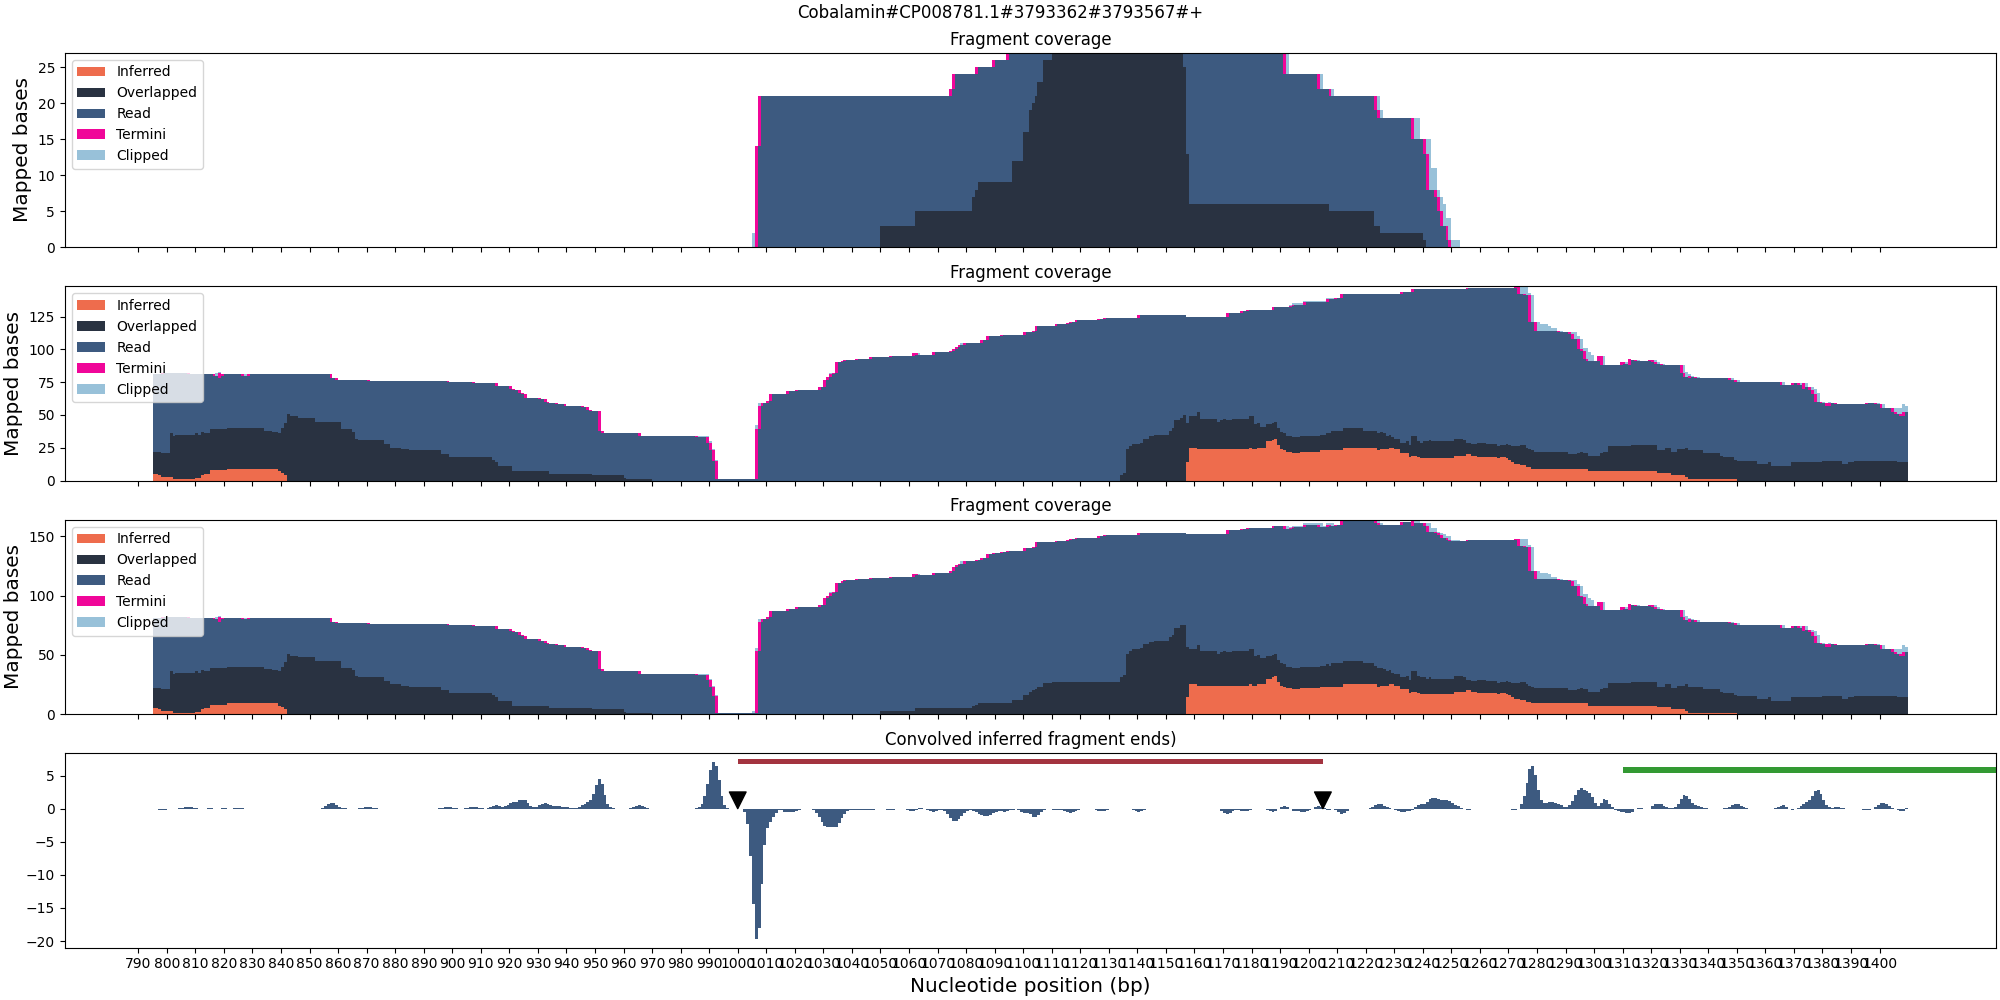 Cobalamin#CP008781.1#3793362#3793567#+
Fragment coverage
Mapped bases
25
20
15
10
5
0
Inferred
Overlapped
Read
Termini
Clipped
Fragment coverage
Mapped bases
125
100
75
50
25
0
Inferred
Overlapped
Read
Termini
Clipped
Fragment coverage
Mapped bases
150
100
50
0
Inferred
Overlapped
Read
Termini
Clipped
Convolved inferred fragment ends)
5
0
−5
−10
−15
−20
790 800 810 820 830 840 850 860 870 880 890 900 910 920 930 940 950 960 970 980 990 1000 1010 1020 1030 1040 1050 1060 1070 1080 1090 1100 1110 1120 1130 1140 1150 1160 1170 1180 1190 1200 1210 1220 1230 1240 1250 1260 1270 1280 1290 1300 1310 1320 1330 1340 1350 1360 1370 1380 1390 1400
Nucleotide position (bp)